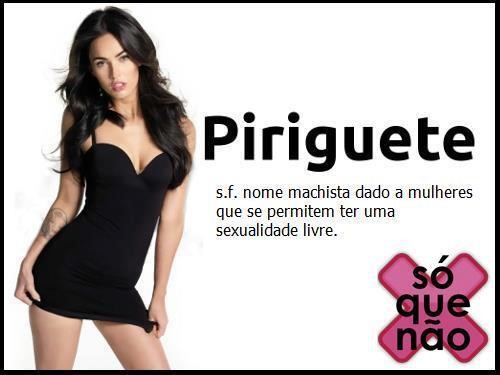 Piriguete
s.f. nome machista dado a mulheres
que se permitem ter uma
sexualidade livre.
só
que
não